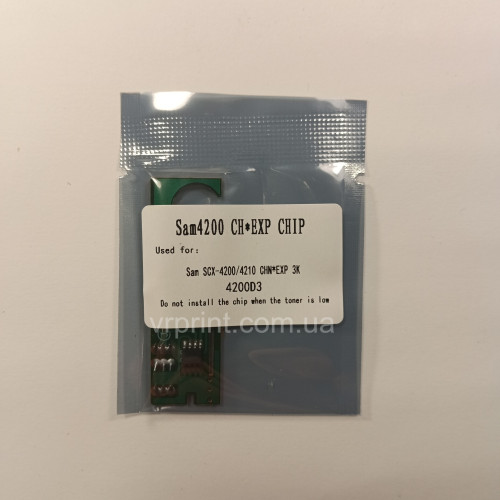 Sam4200 CH*EXP CHIP
Used for:
Sam SCX-4200/4210 CHN*EXP 3K
4200D3
Do not install the chip when the toner is low
vrprint.com.ua